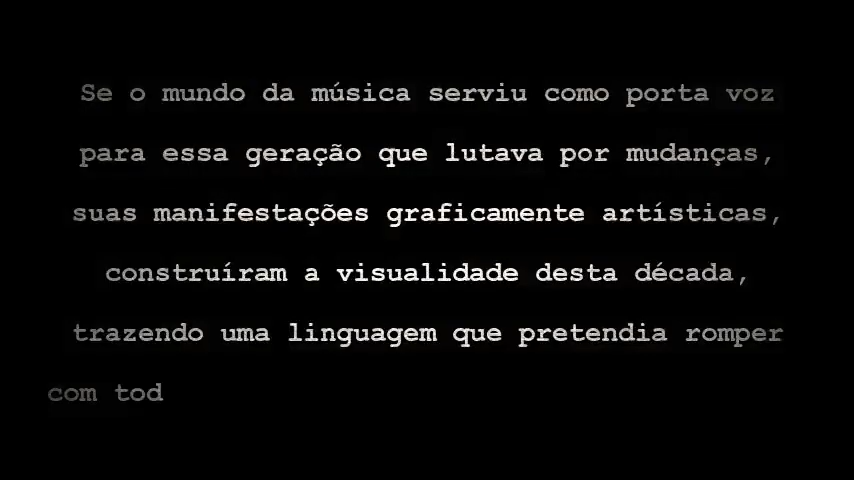 Se o mundo da música serviu como porta voz
para essa geração que lutava por mudanças,
suas manifestações graficamente artísticas,
construíram a visualidade desta década,
trazendo uma linguagem que pretendia romper
com tod